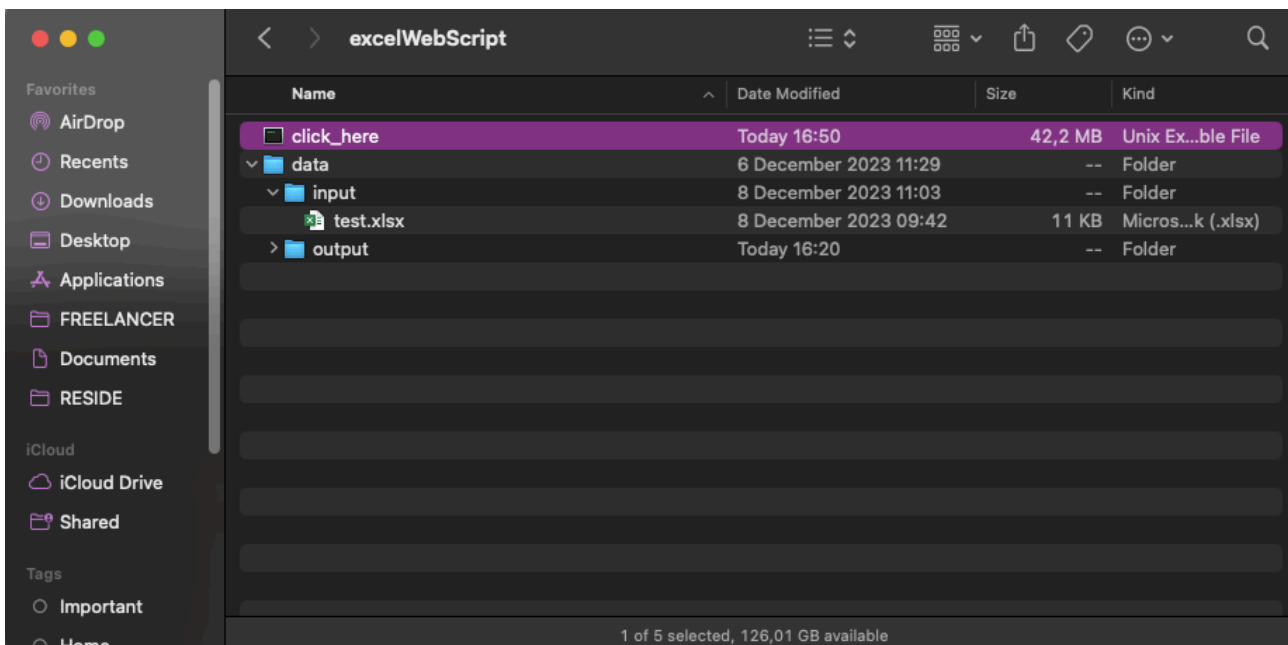 excelWebScript
Favorites
AirDrop
Recents
Downloads
Desktop
Applications
FREELANCER
Documents
RESIDE
iCloud
iCloud Drive
Shared
Tags
Important
Home
Name Date Modified Size Kind
click_here Today 16:50 42,2 MB Unix Ex...ble File
data 6 December 2023 11:29 -- Folder
input 8 December 2023 11:03 -- Folder
test.xlsx 8 December 2023 09:42 11 KB Micros...k (.xlsx)
output Today 16:20 -- Folder
1 of 5 selected, 126,01 GB available